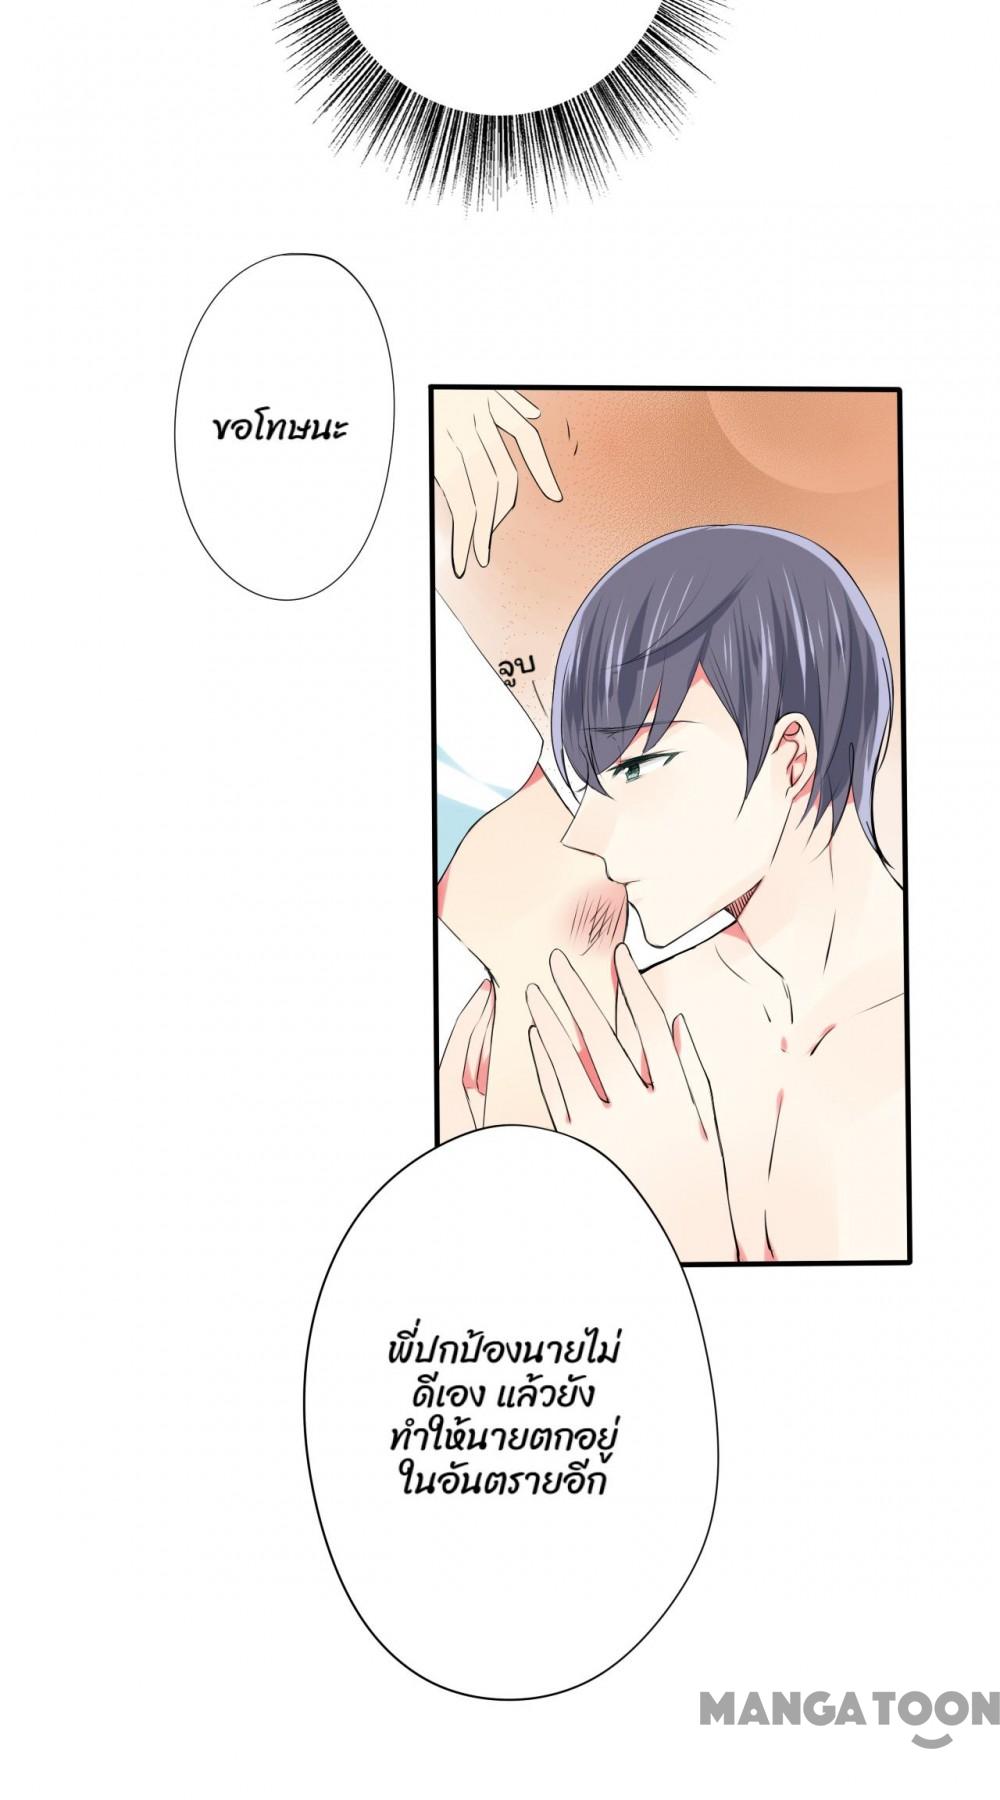 ขอโทษนะ
จูบ
พี่ปกป้องนายไม่
ดีเอง แล้วยัง
ทำให้นายตกอยู่
ในอันตรายอีก
MANGATOON